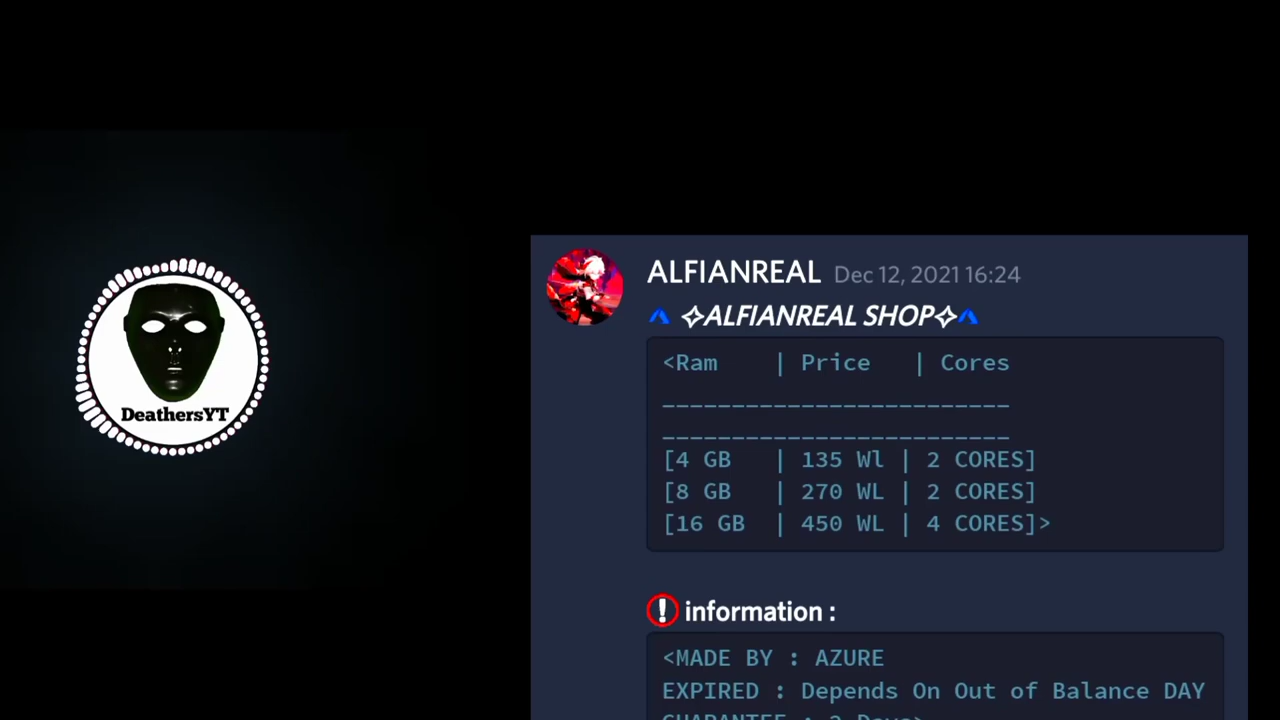 DeathersYT
ALFIANREAL Dec 12, 2021 16:24
✧ALFIANREAL SHOP✧
<Ram | Price | Cores
_________________________
_________________________
[4 GB | 135 Wl | 2 CORES]
[8 GB | 270 WL | 2 CORES]
[16 GB | 450 WL | 4 CORES]>
information :
<MADE BY : AZURE
EXPIRED : Depends On Out of Balance DAY